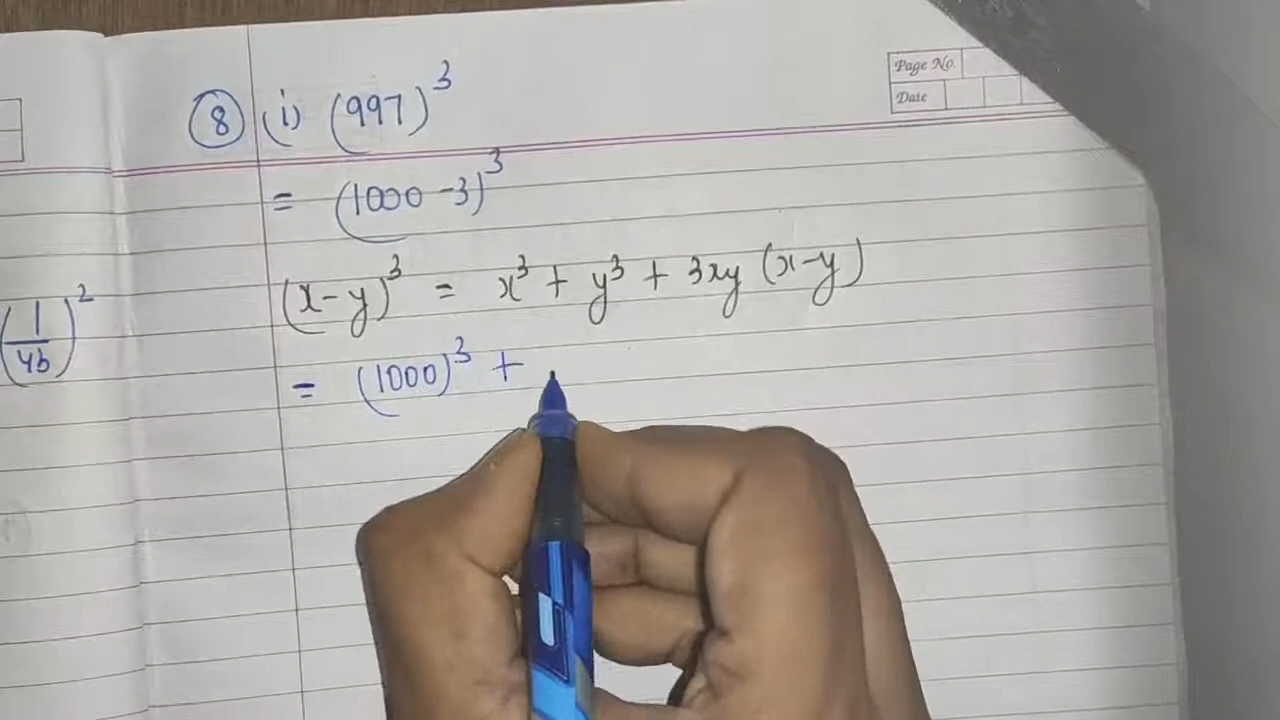 Page No.
Date
8 (i) (997)³
= (1000 - 3)³
(x - y)³ = x³ + y³ + 3xy (x - y)
= (1000)³ +
(1/4b)²